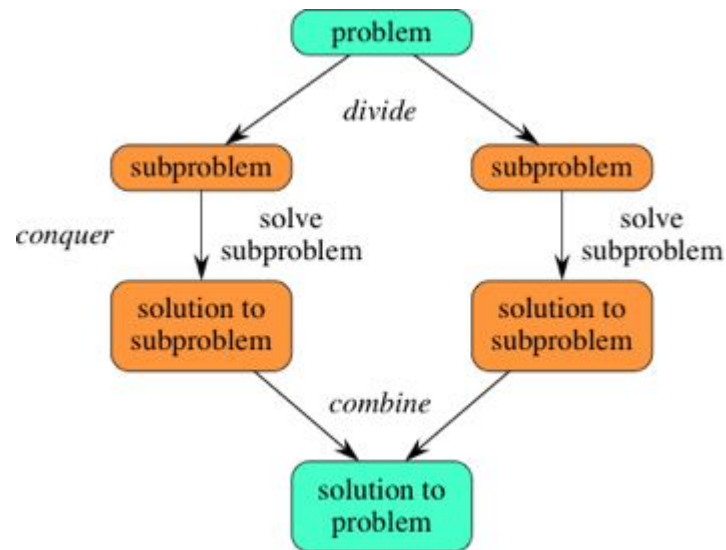 problem
divide
subproblem
subproblem
conquer
solve
subproblem
solve
subproblem
solution to
subproblem
solution to
subproblem
combine
solution to
problem